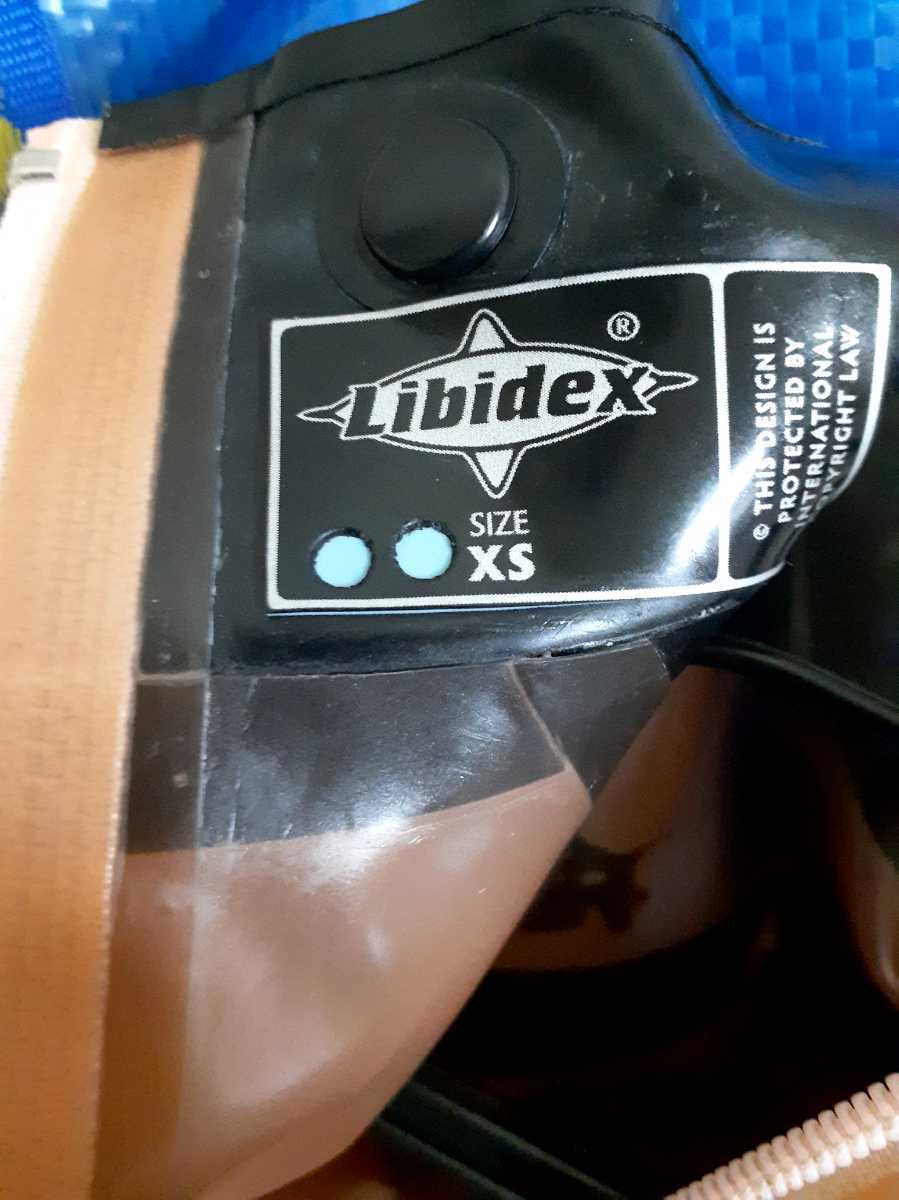 Libidex ®
SIZE
XS
© THIS DESIGN IS
PROTECTED BY
INTERNATIONAL
COPYRIGHT LAW